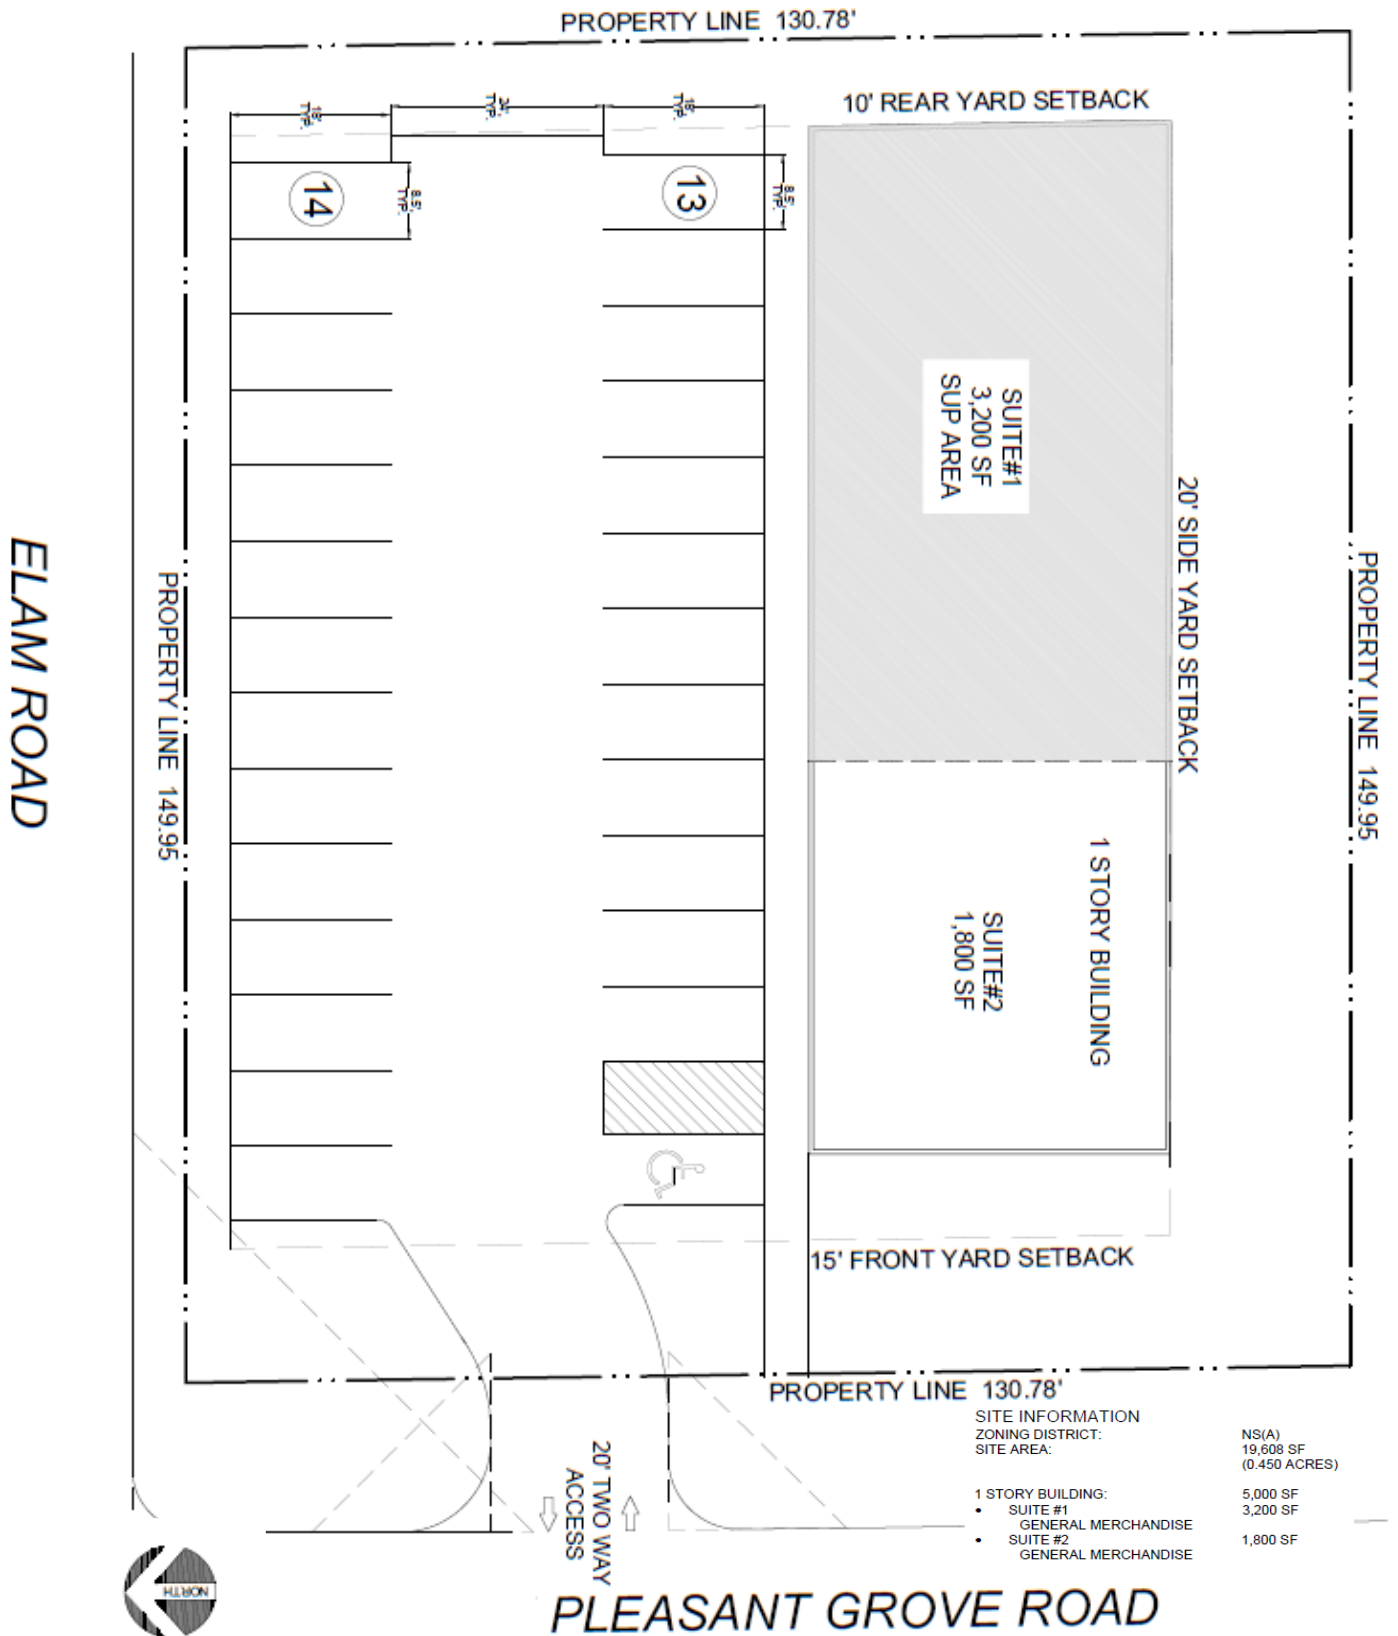 PROPERTY LINE 130.78'
10' REAR YARD SETBACK
18'
TYP.
24'
TYP.
18'
TYP.
14
8.5'
TYP.
13
8.5'
TYP.
SUITE#1
3,200 SF
SUP AREA
20' SIDE YARD SETBACK
PROPERTY LINE 149.95
ELAM ROAD
PROPERTY LINE 149.95
1 STORY BUILDING
SUITE#2
1,800 SF
15' FRONT YARD SETBACK
PROPERTY LINE 130.78'
SITE INFORMATION
ZONING DISTRICT: NS(A)
SITE AREA: 19,608 SF
(0.450 ACRES)
1 STORY BUILDING: 5,000 SF
• SUITE #1 3,200 SF
GENERAL MERCHANDISE
• SUITE #2 1,800 SF
GENERAL MERCHANDISE
20' TWO WAY
ACCESS
NORTH
PLEASANT GROVE ROAD